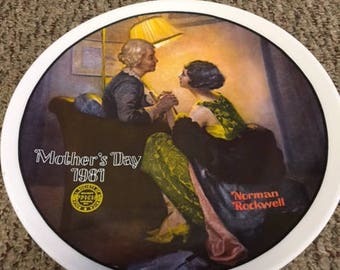 Mother's Day
1981
Norman
Rockwell